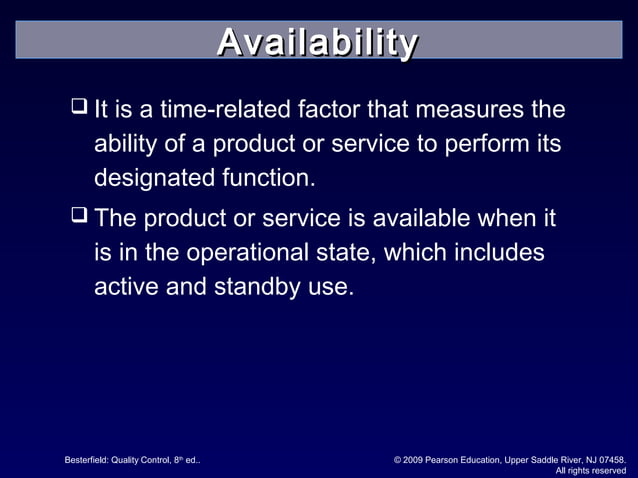 Availability
It is a time-related factor that measures the
ability of a product or service to perform its
designated function.
The product or service is available when it
is in the operational state, which includes
active and standby use.
Besterfield: Quality Control, 8th ed..
© 2009 Pearson Education, Upper Saddle River, NJ 07458.
All rights reserved